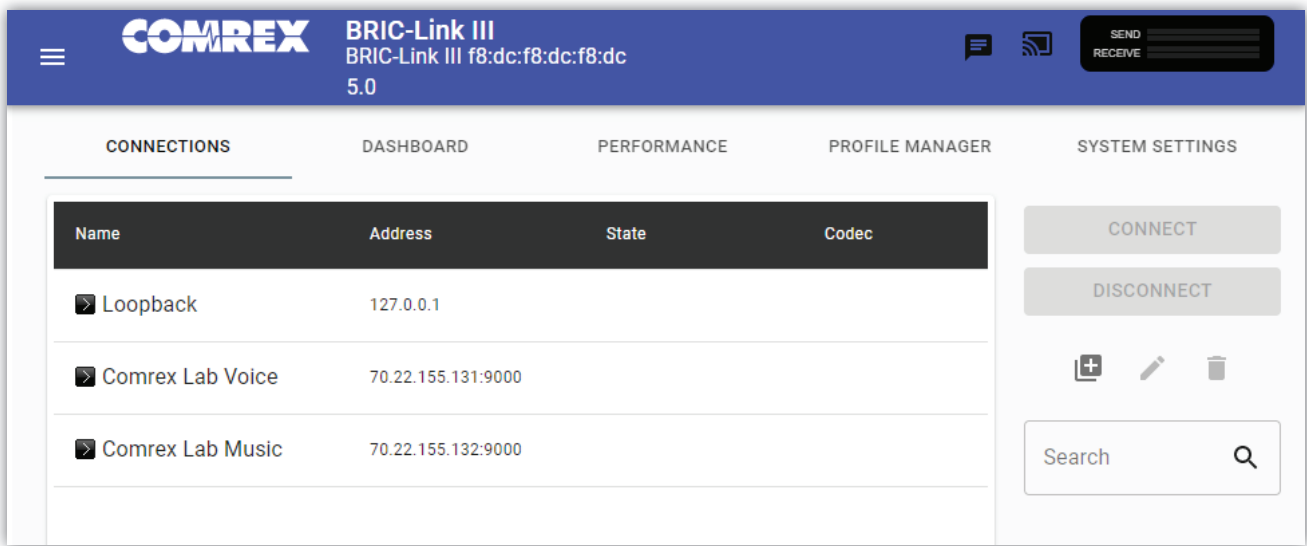 COMREX
BRIC-Link III
BRIC-Link III f8:dc:f8:dc:f8:dc
5.0
SEND
RECEIVE
CONNECTIONS DASHBOARD PERFORMANCE PROFILE MANAGER SYSTEM SETTINGS
Name Address State Codec
CONNECT
Loopback 127.0.0.1
DISCONNECT
Comrex Lab Voice 70.22.155.131:9000
Comrex Lab Music 70.22.155.132:9000
Search